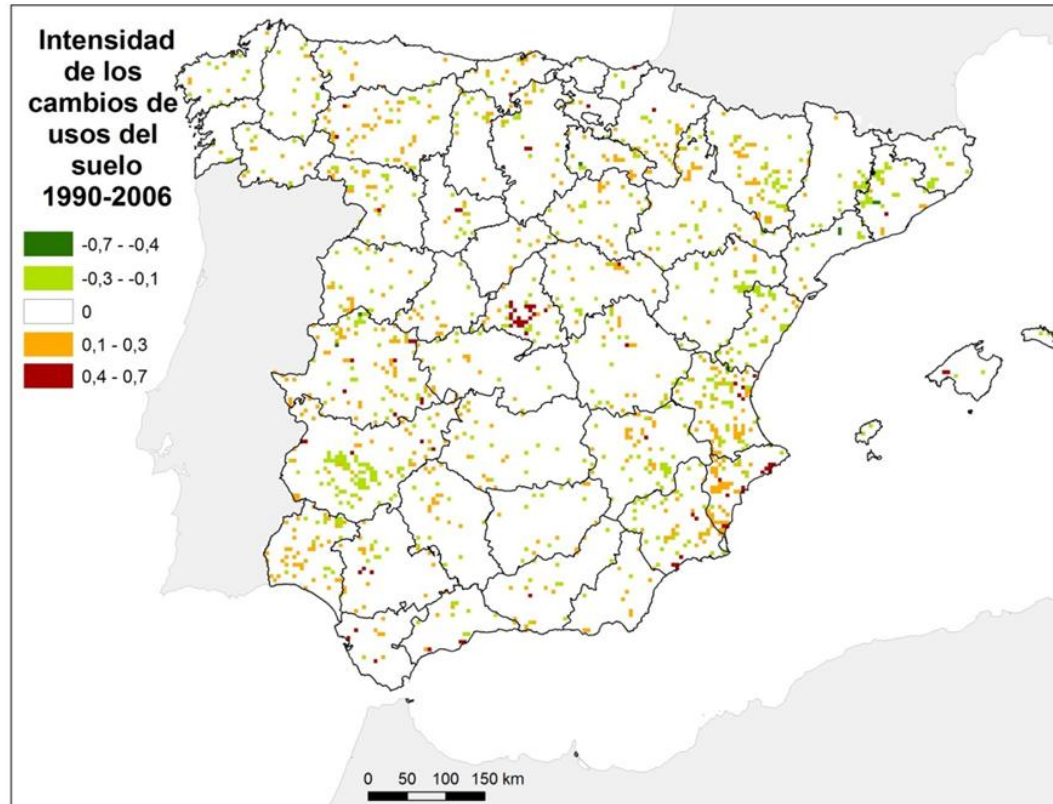 Intensidad
de los
cambios de
usos del
suelo
1990-2006
-0,7 - -0,4
-0,3 - -0,1
0
0,1 - 0,3
0,4 - 0,7
0 50 100 150 km